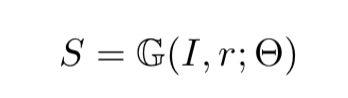 S = 𝔾(I, r; Θ)